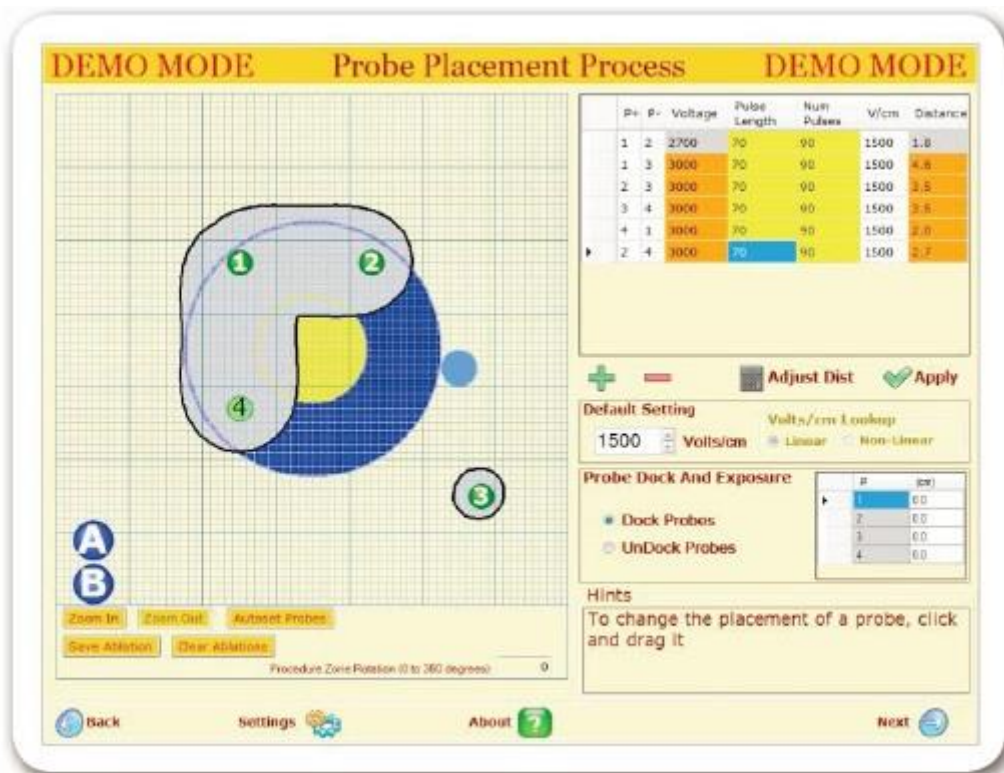 DEMO MODE Probe Placement Process DEMO MODE
P+ P- Voltage Pulse Length Num Pulses V/cm Distance
1 2 2700 70 90 1500 1.8
1 3 3000 70 90 1500 4.6
2 3 3000 70 90 1500 3.5
3 4 3000 70 90 1500 3.5
4 1 3000 70 90 1500 2.0
2 4 3000 70 90 1500 2.7
1
2
4
3
A
B
Zoom In Zoom Out Autoset Probes
Save Ablation Clear Ablations
Procedure Zone Rotation (0 to 360 degrees) 0
Adjust Dist Apply
Default Setting
Volts/cm Lookup
1500 Volts/cm Linear Non-Linear
Probe Dock And Exposure
Dock Probes
UnDock Probes
P (cm)
1 0.0
2 0.0
3 0.0
4 0.0
Hints
To change the placement of a probe, click
and drag it
Back Settings About ? Next